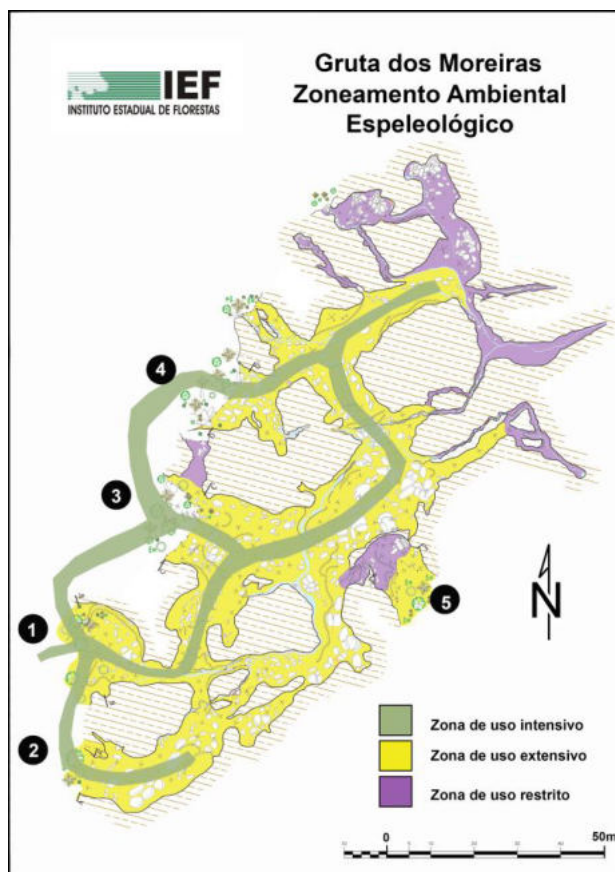 IEF
INSTITUTO ESTADUAL DE FLORESTAS
Gruta dos Moreiras
Zoneamento Ambiental
Espeleológico
4
3
1
5
N
2
Zona de uso intensivo
Zona de uso extensivo
Zona de uso restrito
0
50m